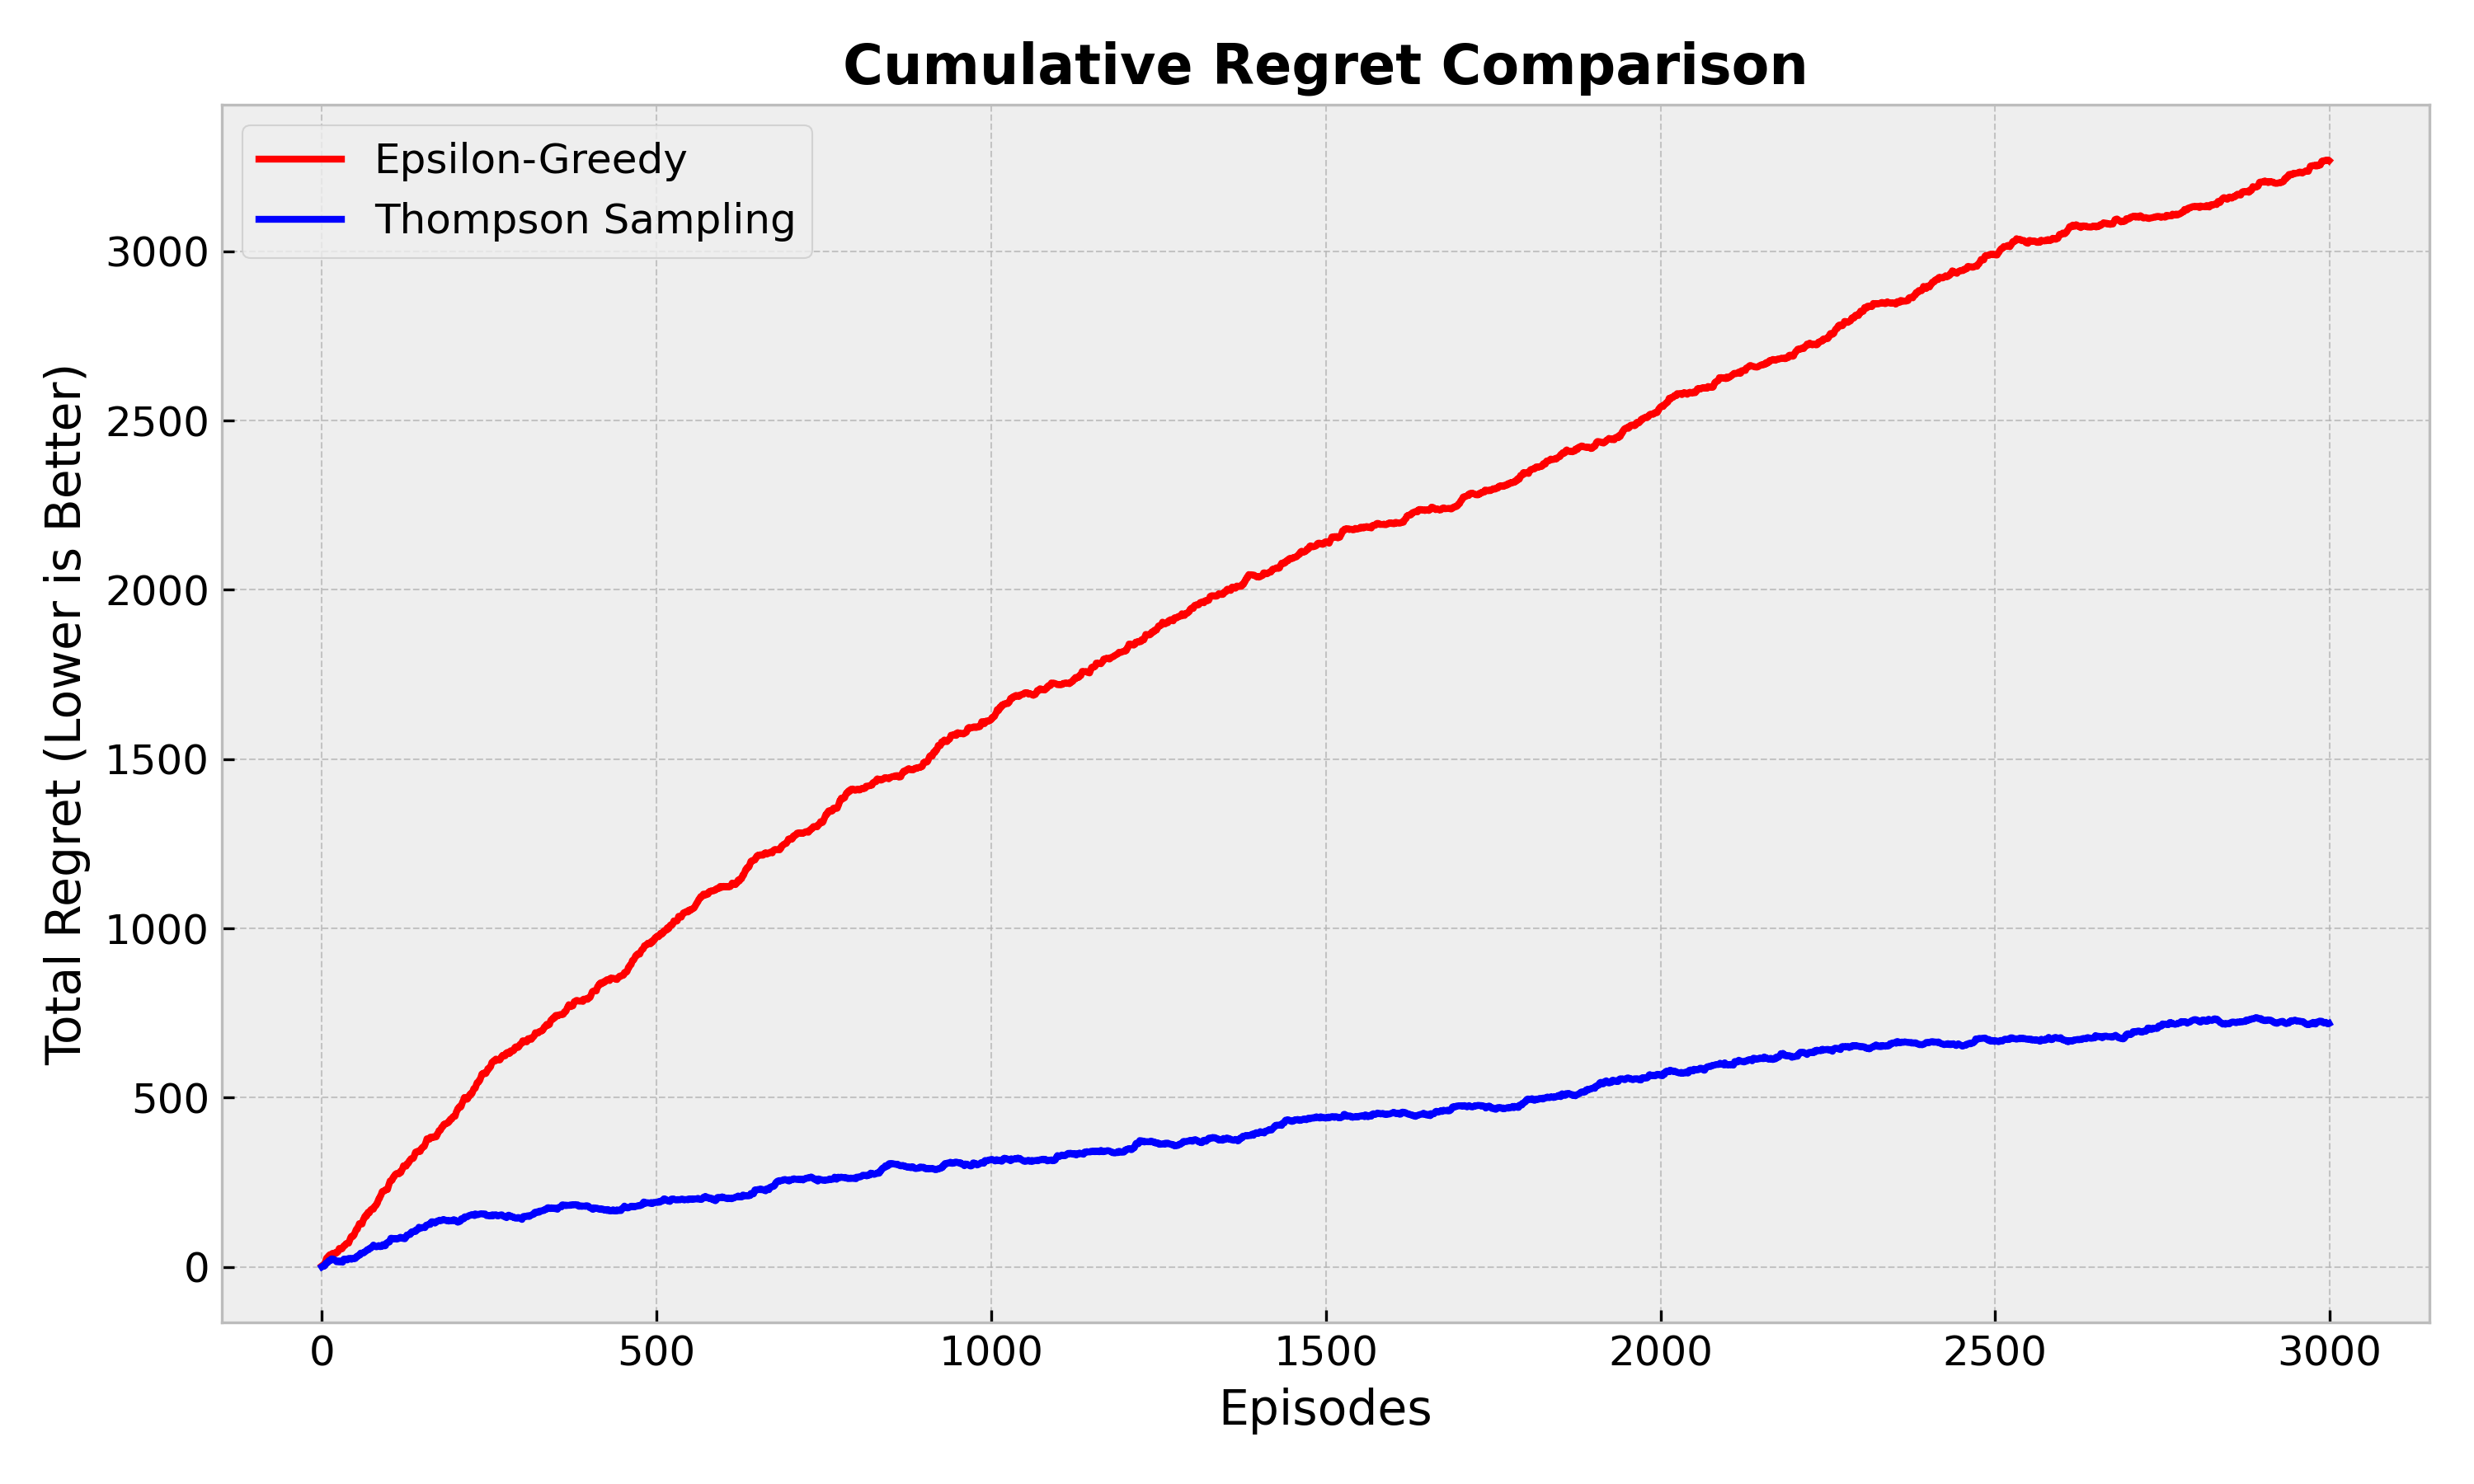 Cumulative Regret Comparison
Epsilon-Greedy
Thompson Sampling
Total Regret (Lower is Better)
3000
2500
2000
1500
1000
500
0
0 500 1000 1500 2000 2500 3000
Episodes